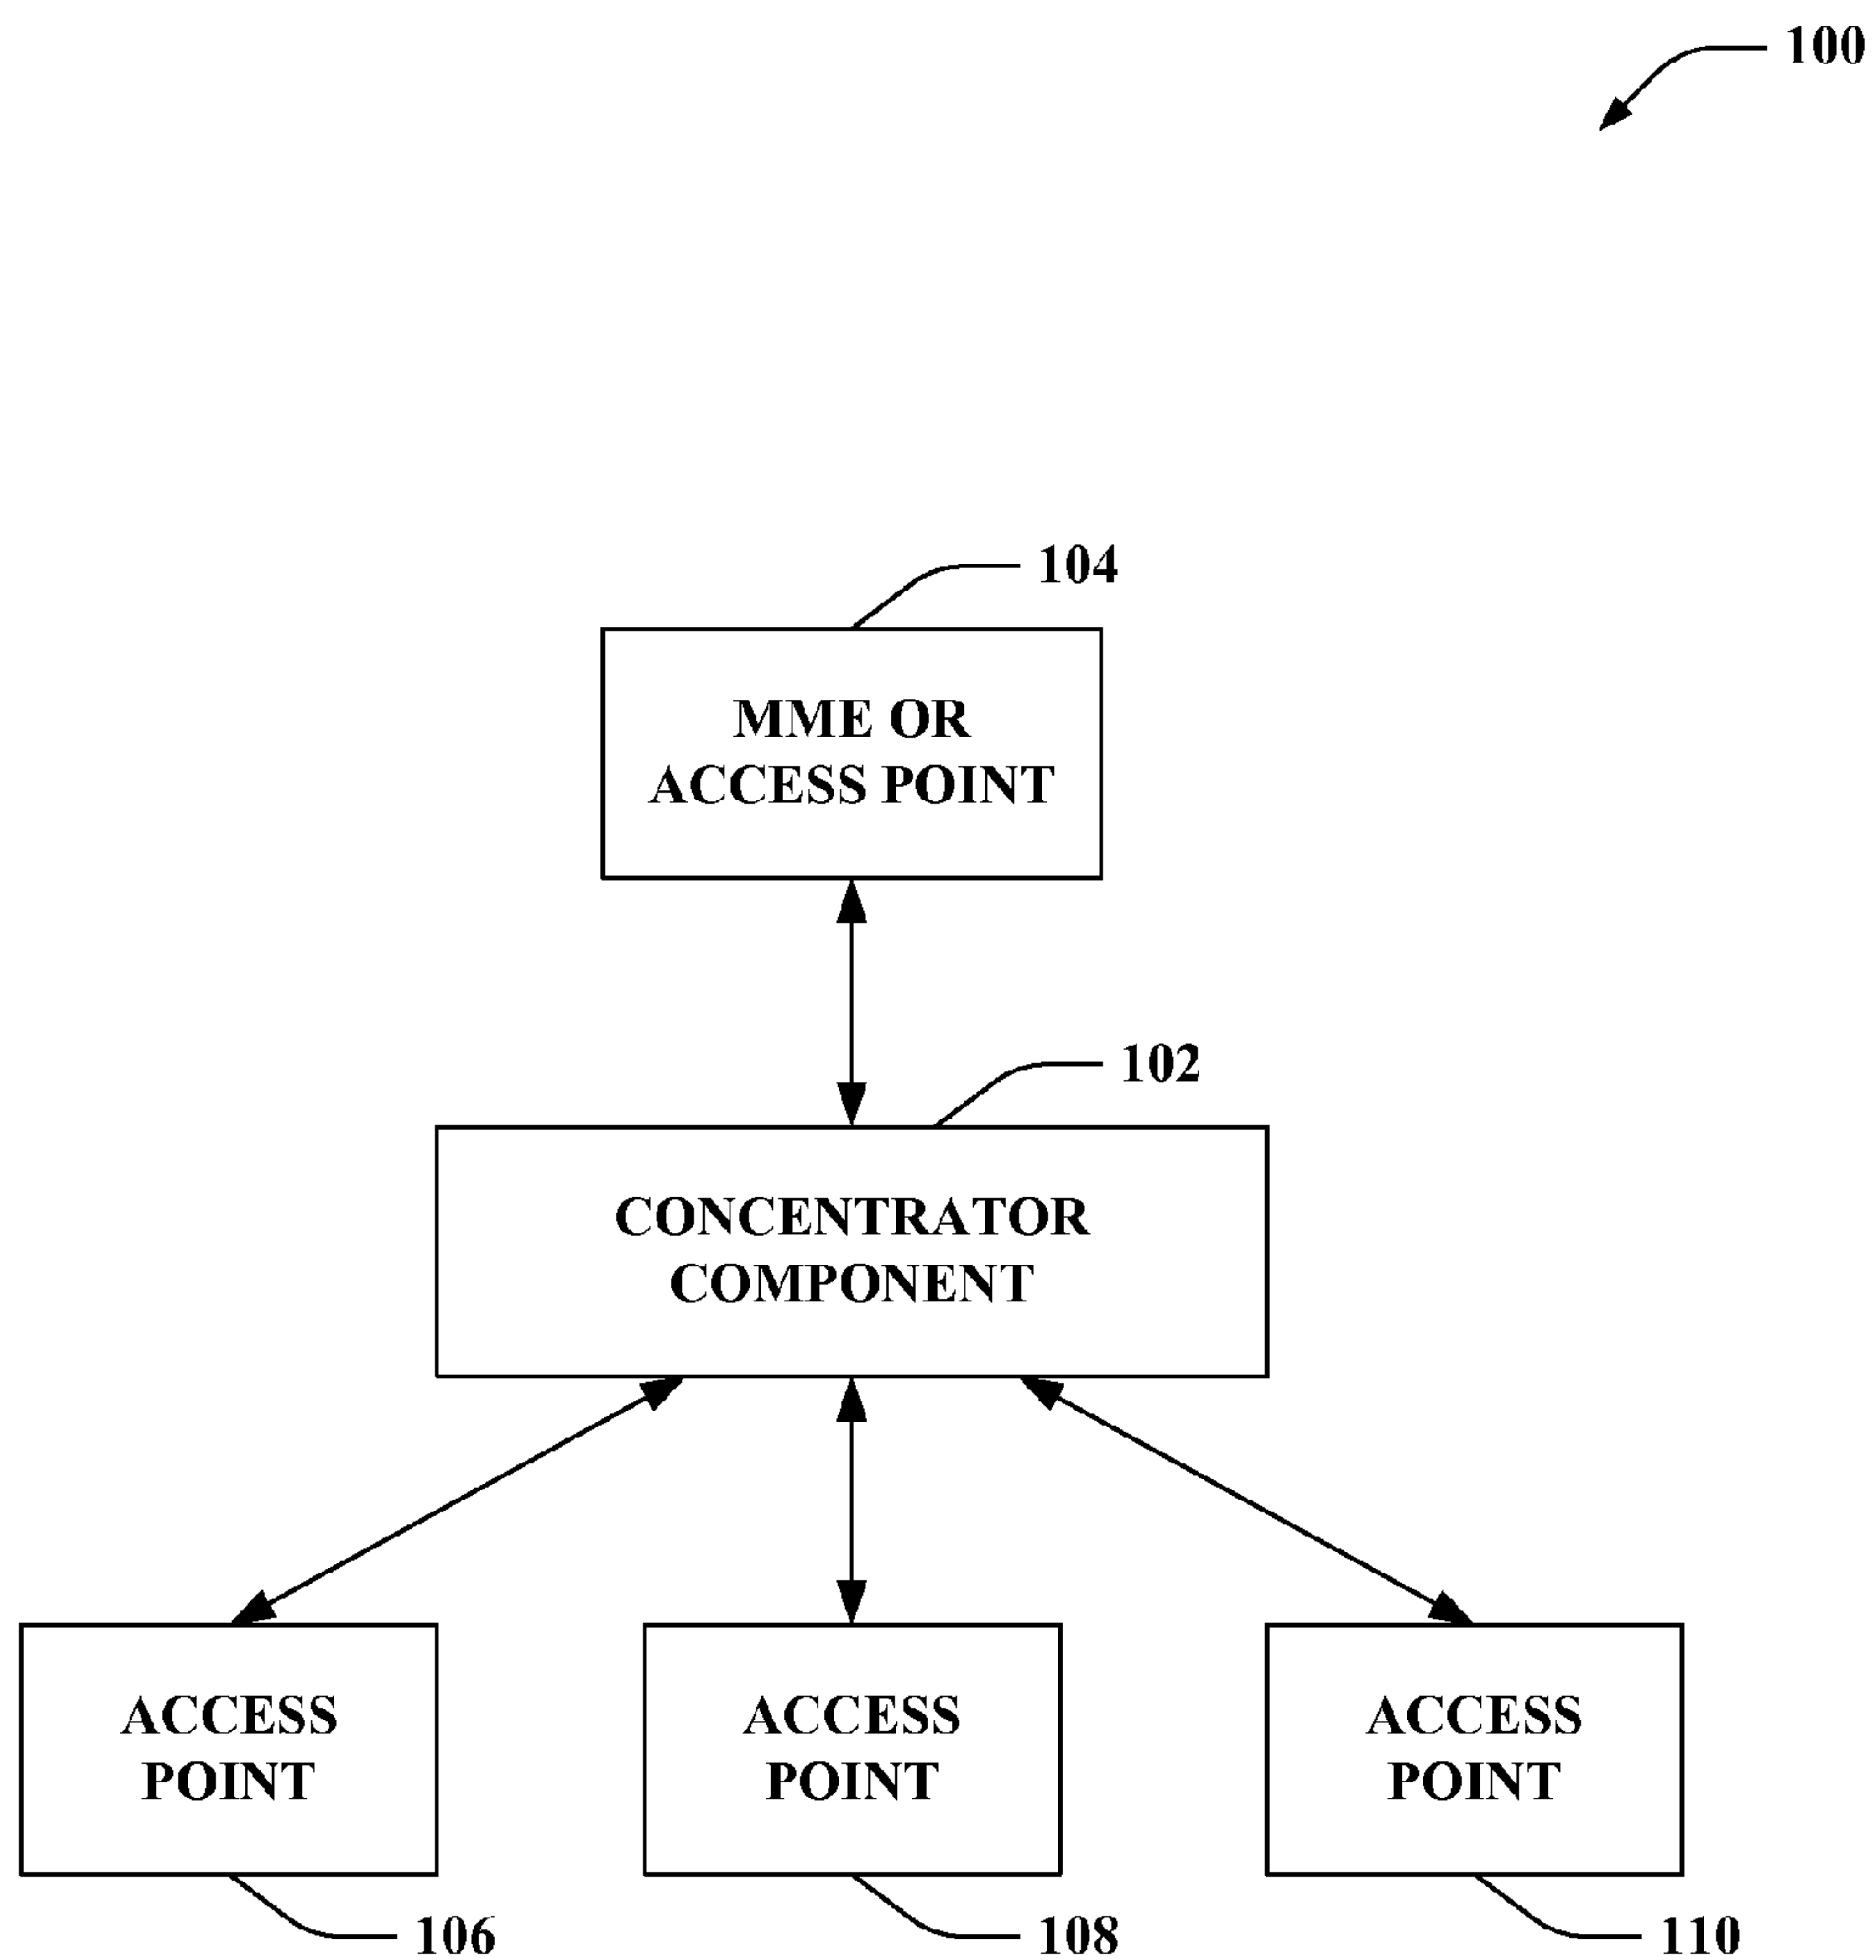 100
104
MME OR
ACCESS POINT
102
CONCENTRATOR
COMPONENT
ACCESS
POINT
ACCESS
POINT
ACCESS
POINT
106
108
110